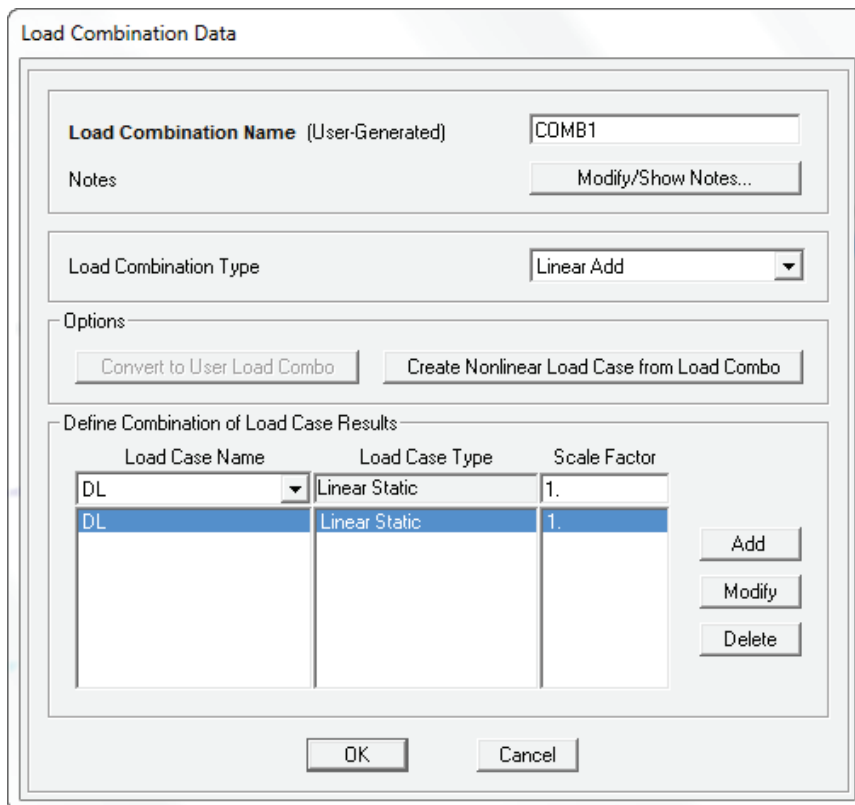 Load Combination Data
Load Combination Name (User-Generated) COMB1
Notes Modify/Show Notes...
Load Combination Type Linear Add
Options
Convert to User Load Combo Create Nonlinear Load Case from Load Combo
Define Combination of Load Case Results
Load Case Name Load Case Type Scale Factor
DL Linear Static 1.
DL Linear Static 1.
Add
Modify
Delete
OK Cancel